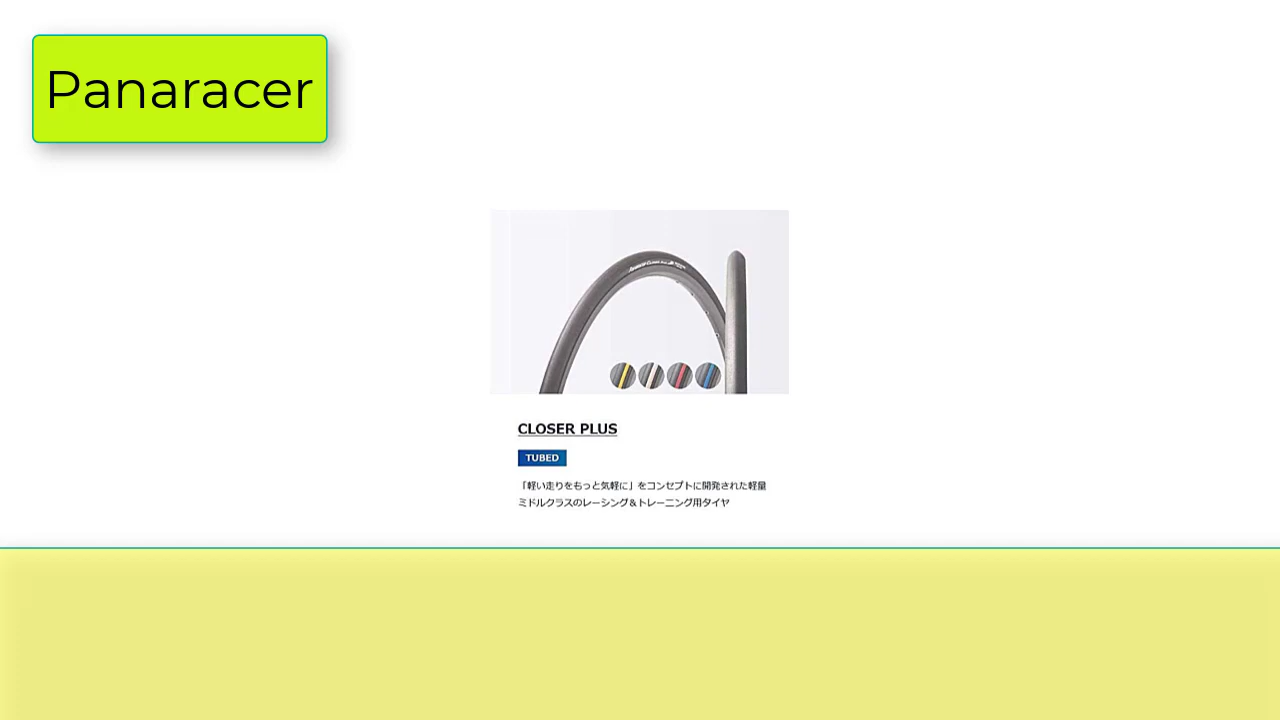 Panaracer
CLOSER PLUS
TUBED
「軽い走りをもっと気軽に」をコンセプトに開発された軽量
ミドルクラスのレーシング＆トレーニング用タイヤ